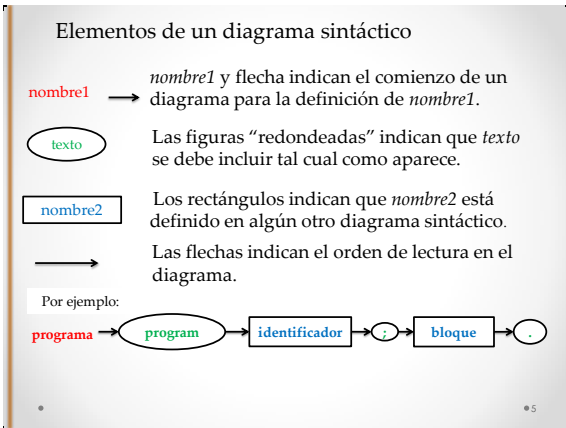 Elementos de un diagrama sintáctico
nombre1
nombre1 y flecha indican el comienzo de un
diagrama para la definición de nombre1.
texto
Las figuras “redondeadas” indican que texto
se debe incluir tal cual como aparece.
nombre2
Los rectángulos indican que nombre2 está
definido en algún otro diagrama sintáctico.
Las flechas indican el orden de lectura en el
diagrama.
Por ejemplo:
programa program identificador ; bloque .
5